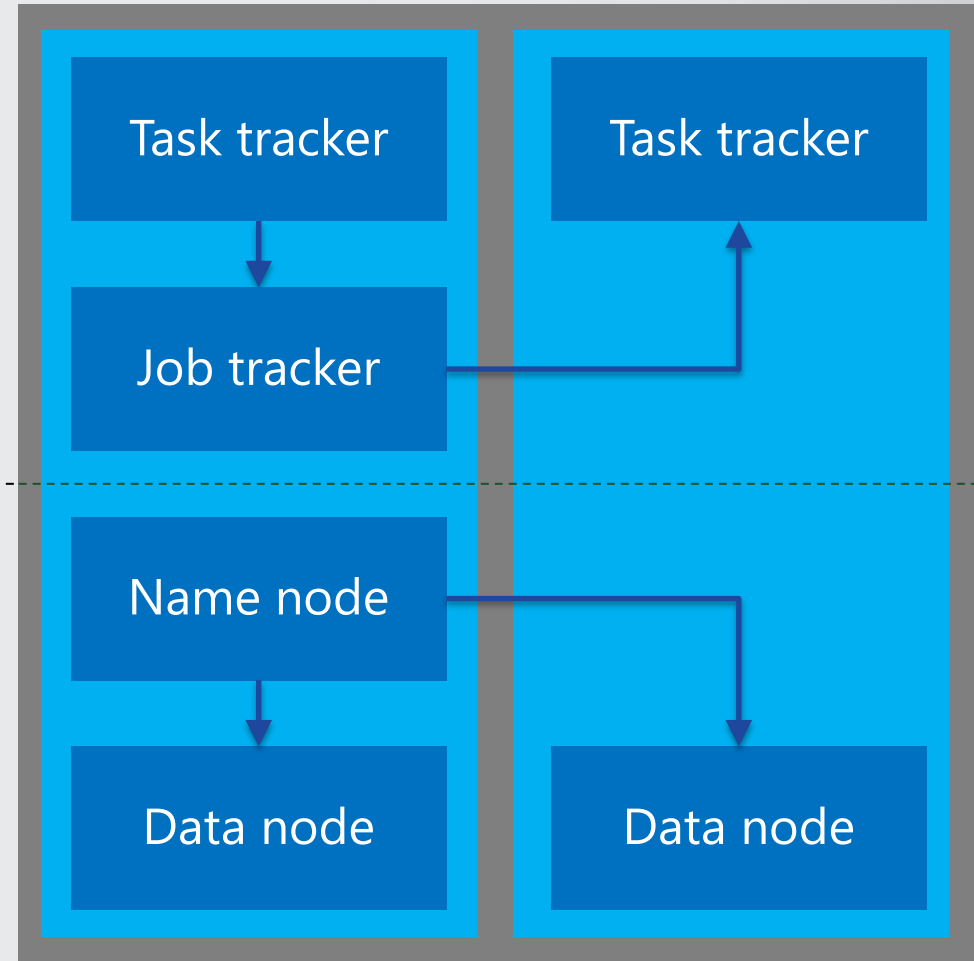 Task tracker
Task tracker
Job tracker
Name node
Data node
Data node